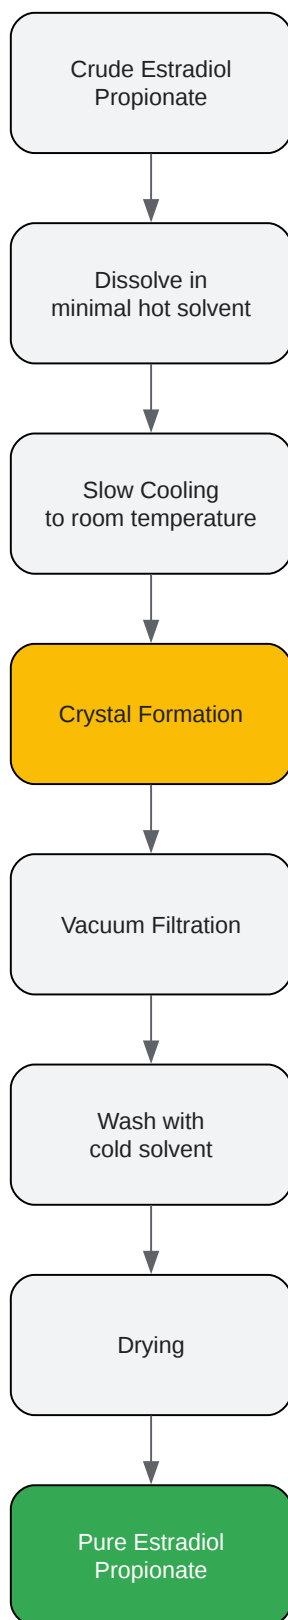 Crude Estradiol
Propionate
Dissolve in
minimal hot solvent
Slow Cooling
to room temperature
Crystal Formation
Vacuum Filtration
Wash with
cold solvent
Drying
Pure Estradiol
Propionate